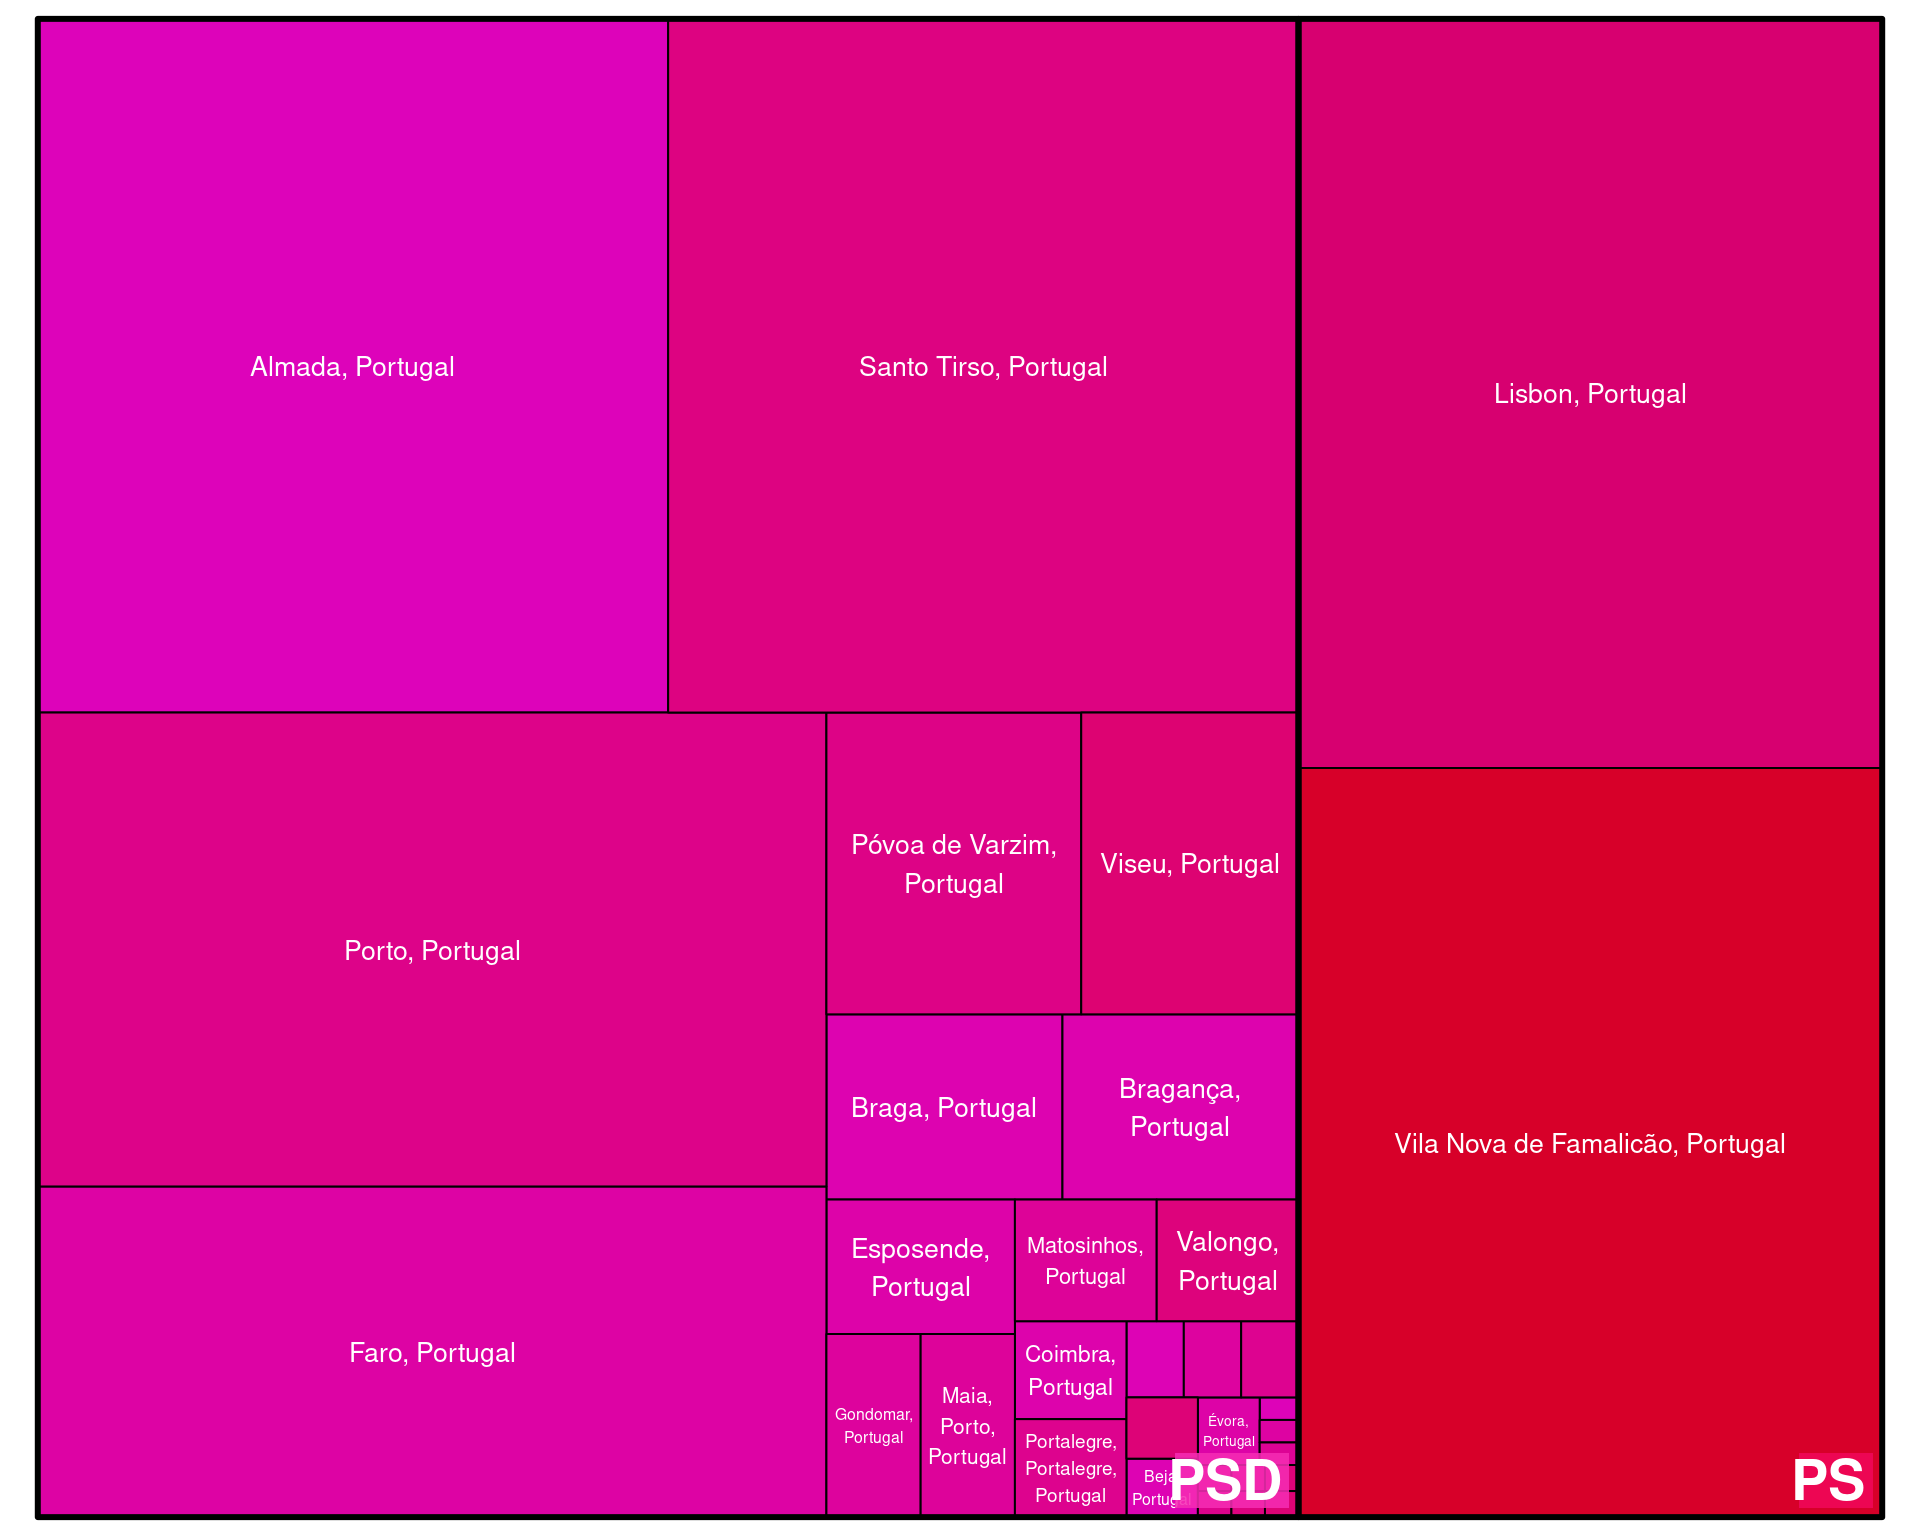 Almada, Portugal
Santo Tirso, Portugal
Lisbon, Portugal
Porto, Portugal
Póvoa de Varzim,
Portugal
Viseu, Portugal
Braga, Portugal
Bragança,
Portugal
Vila Nova de Famalicão, Portugal
Faro, Portugal
Esposende,
Portugal
Matosinhos,
Portugal
Valongo,
Portugal
Gondomar,
Portugal
Maia,
Porto,
Portugal
Coimbra,
Portugal
Portalegre,
Portalegre,
Portugal
Évora,
Portugal
Beja,
Portugal
PSD
PS